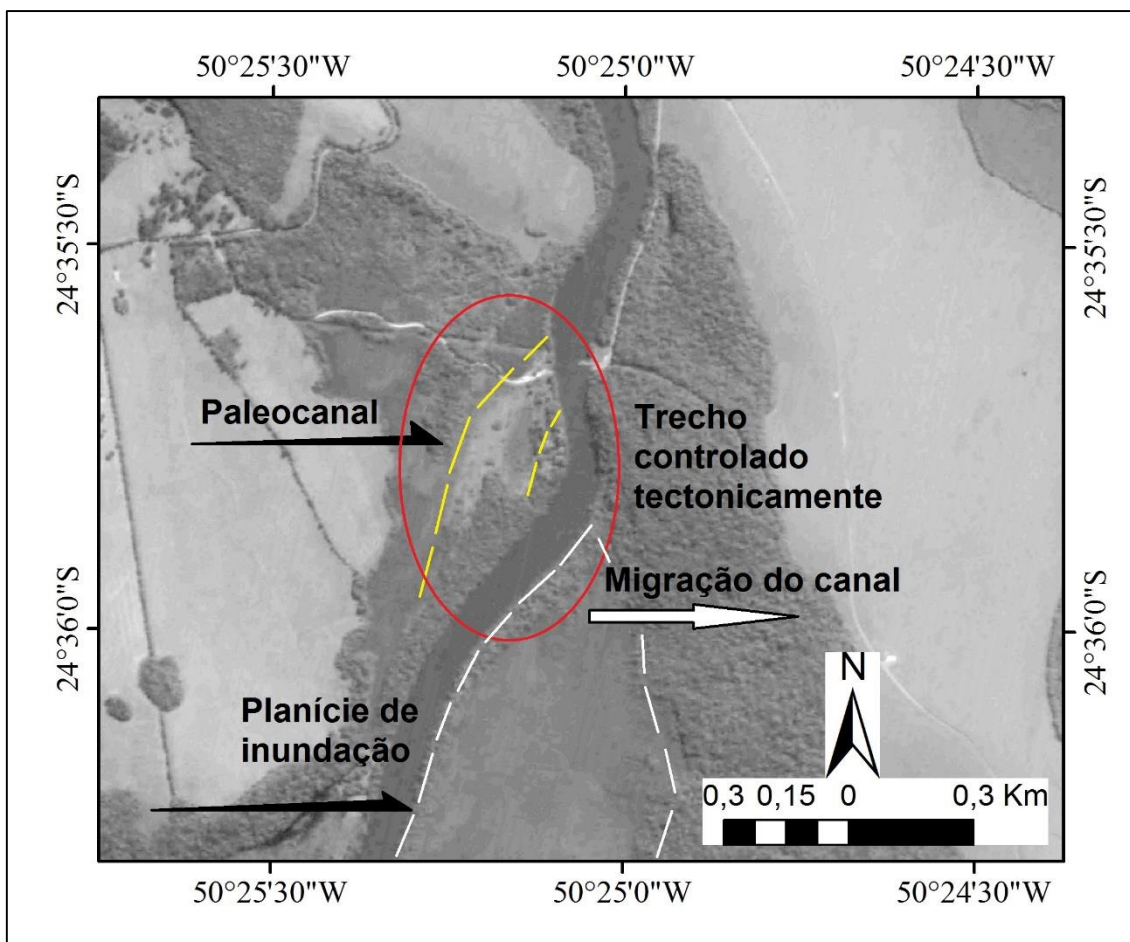 50°25'30"W 50°25'0"W 50°24'30"W
24°35'30"S
24°35'30"S
Paleocanal
Trecho
controlado
tectonicamente
Migração do canal
24°36'0"S
24°36'0"S
N
Planície de
inundação
0,3 0,15 0 0,3 Km
50°25'30"W 50°25'0"W 50°24'30"W